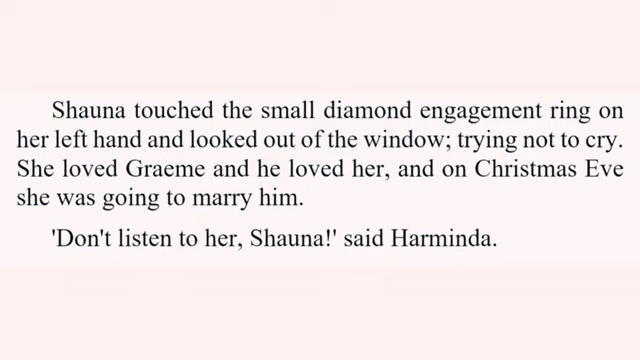 Shauna touched the small diamond engagement ring on
her left hand and looked out of the window; trying not to cry.
She loved Graeme and he loved her, and on Christmas Eve
she was going to marry him.
'Don't listen to her, Shauna!' said Harminda.